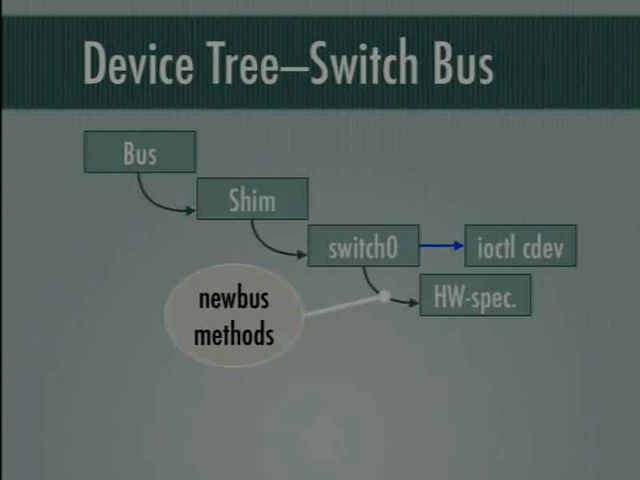 Device Tree–Switch Bus
Bus
Shim
switch0
ioctl cdev
HW-spec.
newbus
methods